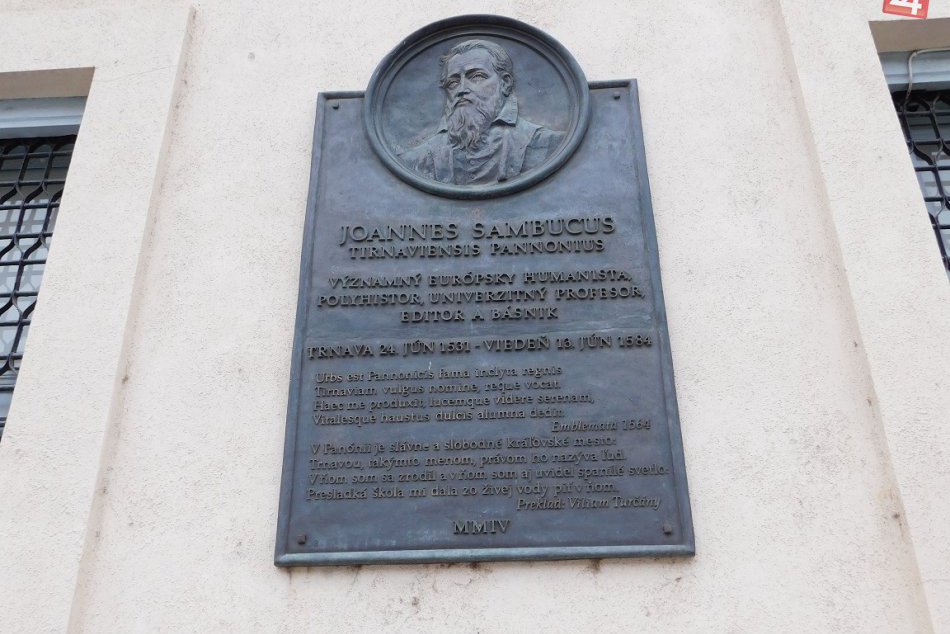 JOANNES SAMBUCUS
TIRNAVIENSIS PANNONIUS
VÝZNAMNÝ EURÓPSKY HUMANISTA,
POLYHISTOR, UNIVERZITNÝ PROFESOR,
EDITOR A BÁSNIK
TRNAVA 24. JÚN 1531 - VIEDEŇ 13. JÚN 1584
Urbs est Pannonicis fama inclyta regnis
Tirnaviam vulgus nomine, reque vocat.
Haec me produxit, lucemque videre serenam,
Vitalesque haustus dulcis alumna dedit.
Emblemata 1564
V Panónii je slávne a slobodné kráľovské mesto:
Trnavou, takýmto menom, právom ho nazýva ľud.
V ňom som sa zrodil a v ňom som aj uvidel spanilé svetlo.
Presladká škola mi dala zo živej vody piť v ňom.
Preklad: Viliam Turčány
MMIV